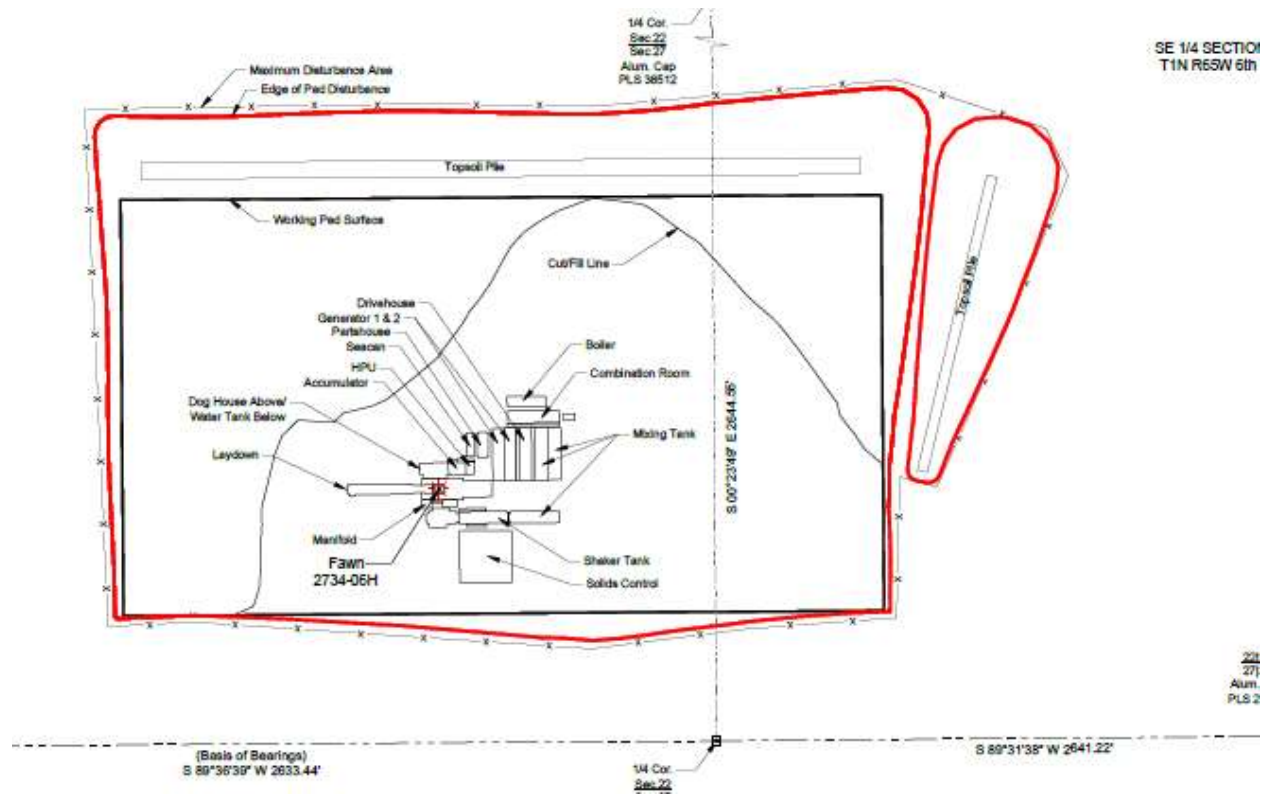 1/4 Cor.
Sec.22
Sec.27
Alum. Cap
PLS 38512
SE 1/4 SECTION
T1N R65W 6th
Maximum Disturbance Area
Edge of Pad Disturbance
Topsoil Pile
Working Pad Surface
Cut/Fill Line
Topsoil Pile
Drivehouse
Generator 1 & 2
Partshouse
Seacan
HPU
Accumulator
Dog House Above/
Water Tank Below
Laydown
Boiler
Combination Room
Mixing Tank
S 00°23'49" E 2644.56'
Manifold
Fawn
2734-06H
Shaker Tank
Solids Control
Alum.
PLS 2
(Basis of Bearings)
S 89°36'39" W 2633.44'
S 89°31'38" W 2641.22'
1/4 Cor.
Sec.22